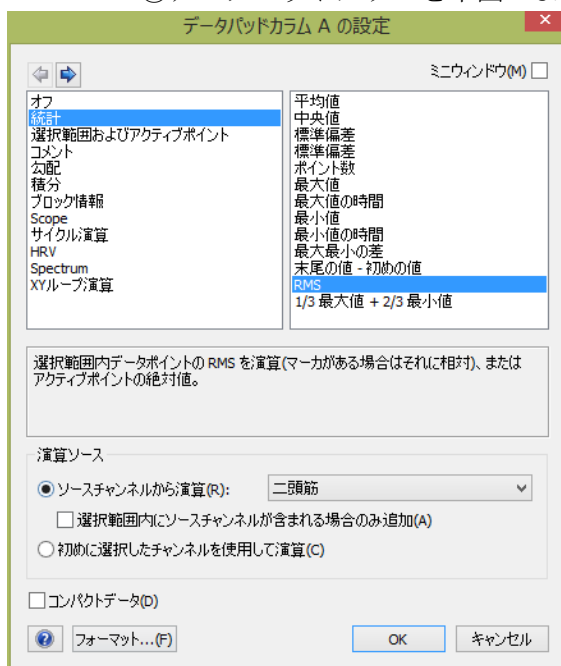 データパッドカラム A の設定
ミニウィンドウ(M)
オフ
統計
選択範囲およびアクティブポイント
コメント
勾配
積分
ブロック情報
Scope
サイクル演算
HRV
Spectrum
XYループ演算
平均値
中央値
標準偏差
標準偏差
ポイント数
最大値
最大値の時間
最小値
最小値の時間
最大最小の差
末尾の値 - 初めの値
RMS
1/3 最大値 + 2/3 最小値
選択範囲内データポイントの RMS を演算(マーカがある場合はそれに相対)、または
アクティブポイントの絶対値。
演算ソース
ソースチャンネルから演算(R):
二頭筋
選択範囲内にソースチャンネルが含まれる場合のみ追加(A)
初めに選択したチャンネルを使用して演算(C)
コンパクトデータ(D)
フォーマット...(F)
OK
キャンセル